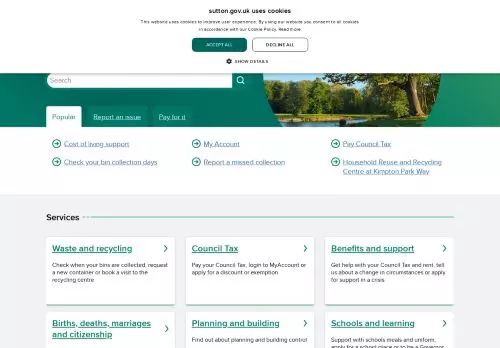 sutton.gov.uk uses cookies
This website uses cookies to improve user experience. By using our website you consent to all cookies
in accordance with our Cookie Policy. Read more
ACCEPT ALL
DECLINE ALL
SHOW DETAILS
Search
Popular
Report an issue
Pay for it
Cost of living support
My Account
Pay Council Tax
Check your bin collection days
Report a missed collection
Household Reuse and Recycling
Centre at Kimpton Park Way
Services
Waste and recycling
Check when your bins are collected, request
a new container or book a visit to the
recycling centre
Council Tax
Pay your Council Tax, login to MyAccount or
apply for a discount or exemption.
Benefits and support
Get help with your Council Tax and rent, tell
us about a change in circumstances or apply
for support in a crisis
Births, deaths, marriages
and citizenship
Planning and building
Find out about planning and building control
Schools and learning
Support with schools meals and uniform,
apply for a school place or to be a Governor